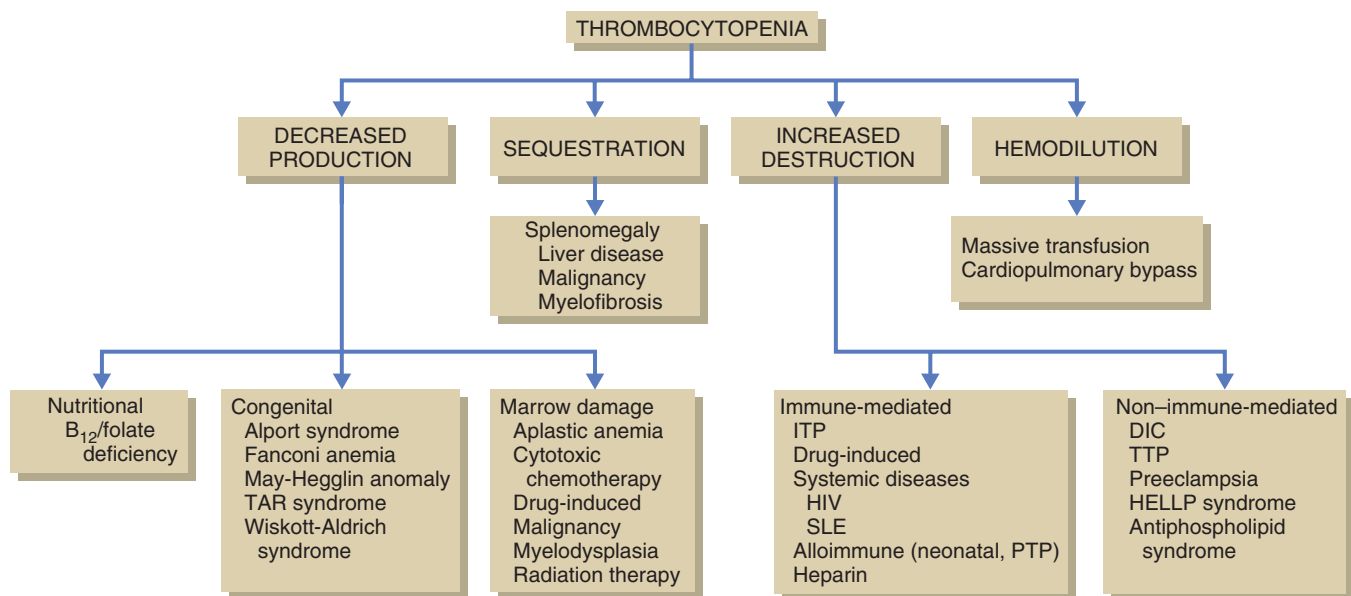 THROMBOCYTOPENIA
DECREASED
PRODUCTION
SEQUESTRATION
INCREASED
DESTRUCTION
HEMODILUTION
Splenomegaly
Liver disease
Malignancy
Myelofibrosis
Massive transfusion
Cardiopulmonary bypass
Nutritional
B12/folate
deficiency
Congenital
Alport syndrome
Fanconi anemia
May-Hegglin anomaly
TAR syndrome
Wiskott-Aldrich
syndrome
Marrow damage
Aplastic anemia
Cytotoxic
chemotherapy
Drug-induced
Malignancy
Myelodysplasia
Radiation therapy
Immune-mediated
ITP
Drug-induced
Systemic diseases
HIV
SLE
Alloimmune (neonatal, PTP)
Heparin
Non–immune-mediated
DIC
TTP
Preeclampsia
HELLP syndrome
Antiphospholipid
syndrome